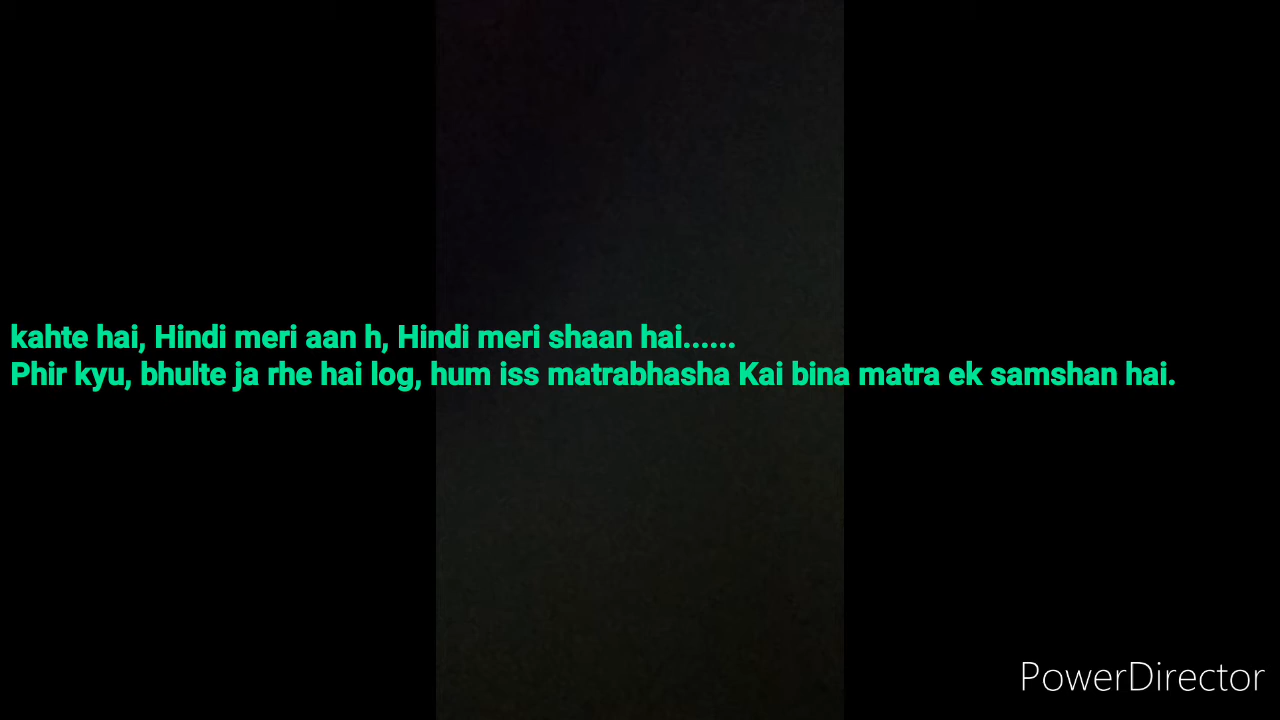 kahte hai, Hindi meri aan h, Hindi meri shaan hai......
Phir kyu, bhulte ja rhe hai log, hum iss matrabhasha Kai bina matra ek samshan hai.
PowerDirector